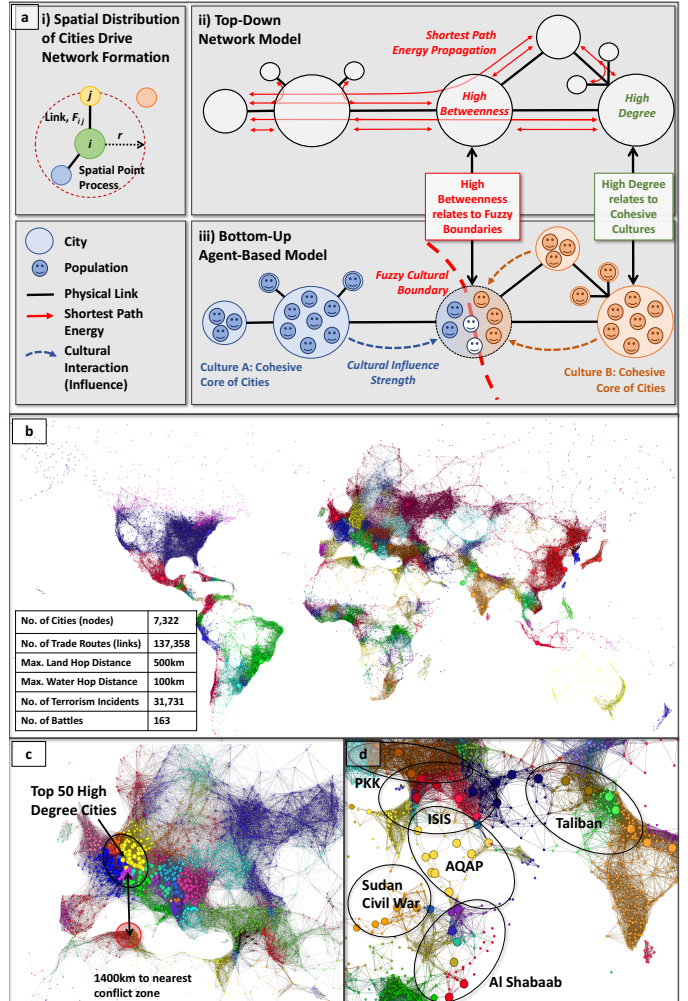 a
i) Spatial Distribution
of Cities Drive
Network Formation
j
Link, Fij
i
r
Spatial Point
Process
ii) Top-Down
Network Model
Shortest Path
Energy Propagation
High
Betweenness
High
Degree
High
Betweenness
relates to Fuzzy
Boundaries
High Degree
relates to
Cohesive
Cultures
City
Population
Physical Link
Shortest Path
Energy
Cultural
Interaction
(Influence)
iii) Bottom-Up
Agent-Based Model
Fuzzy Cultural
Boundary
Culture A: Cohesive
Core of Cities
Cultural Influence
Strength
Culture B: Cohesive
Core of Cities
b
No. of Cities (nodes) 7,322
No. of Trade Routes (links) 137,358
Max. Land Hop Distance 500km
Max. Water Hop Distance 100km
No. of Terrorism Incidents 31,731
No. of Battles 163
c
Top 50 High
Degree Cities
1400km to nearest
conflict zone
d
PKK
ISIS
Taliban
AQAP
Sudan
Civil War
Al Shabaab